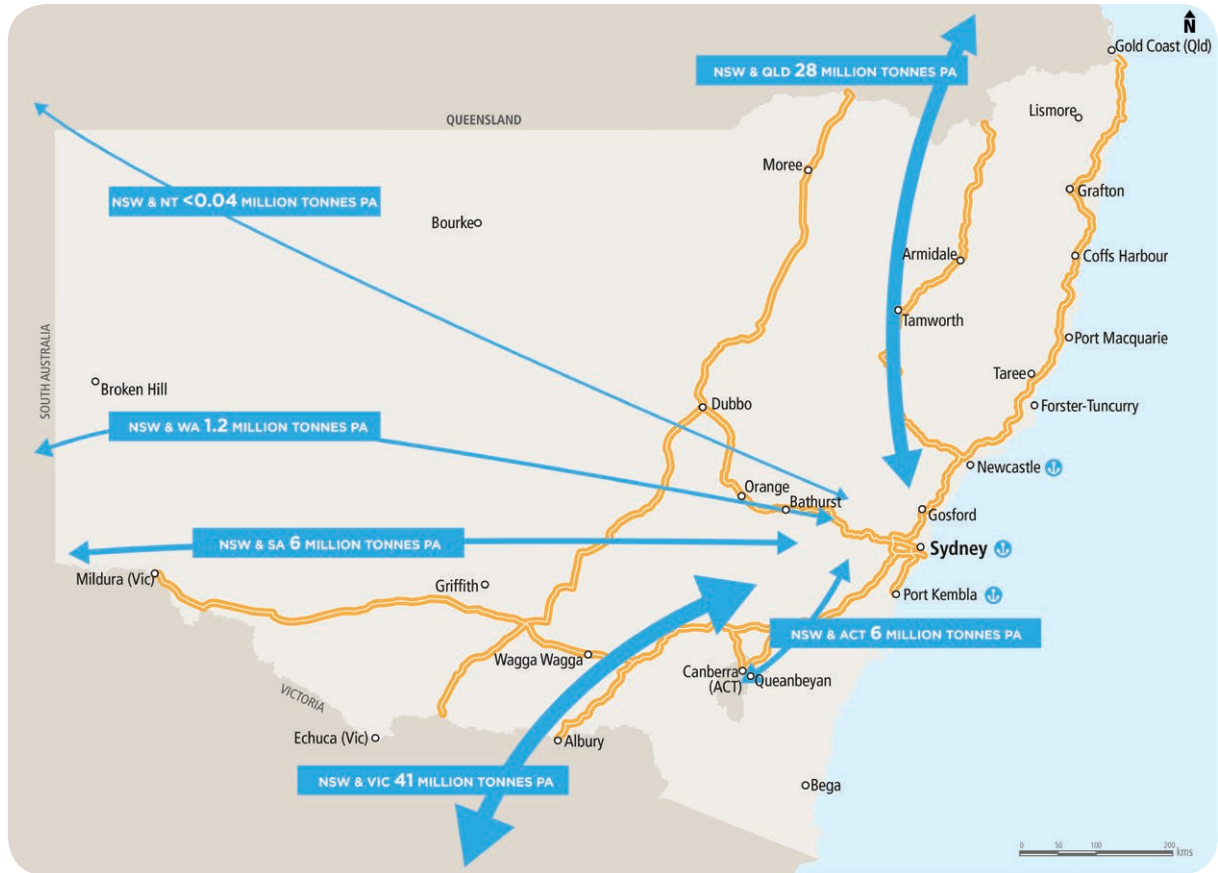 N
Gold Coast (Qld)
NSW & QLD 28 MILLION TONNES PA
Lismore
QUEENSLAND
Moree
Grafton
NSW & NT <0.04 MILLION TONNES PA
Bourke
Armidale
Coffs Harbour
Tamworth
Port Macquarie
SOUTH AUSTRALIA
Taree
Broken Hill
Dubbo
Forster-Tuncurry
NSW & WA 1.2 MILLION TONNES PA
Newcastle
Orange
Bathurst
Gosford
NSW & SA 6 MILLION TONNES PA
Sydney
Mildura (Vic)
Griffith
Port Kembla
NSW & ACT 6 MILLION TONNES PA
Wagga Wagga
Canberra
(ACT)
Queanbeyan
VICTORIA
Echuca (Vic)
Albury
NSW & VIC 41 MILLION TONNES PA
Bega
0 50 100 200
kms